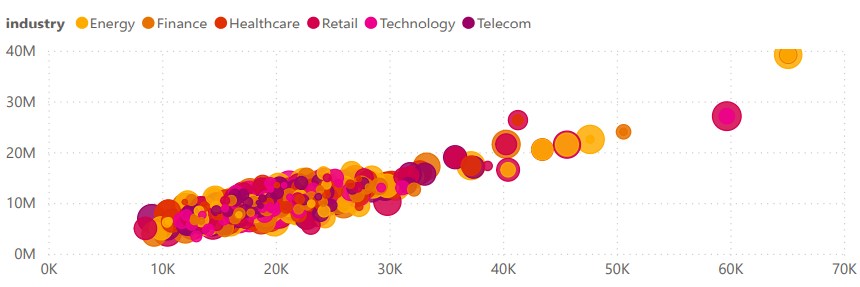 industry Energy Finance Healthcare Retail Technology Telecom
40M
30M
20M
10M
0M
0K 10K 20K 30K 40K 50K 60K 70K